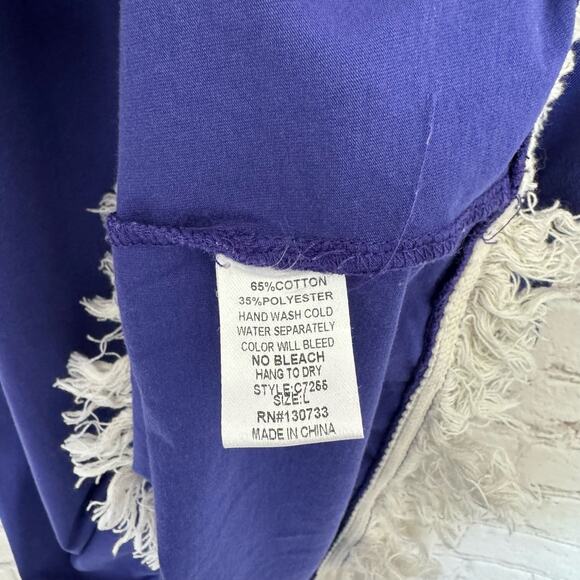 65%COTTON
35%POLYESTER
HAND WASH COLD
WATER SEPARATELY
COLOR WILL BLEED
NO BLEACH
HANG TO DRY
STYLE:C7255
SIZE:L
RN#130733
MADE IN CHINA